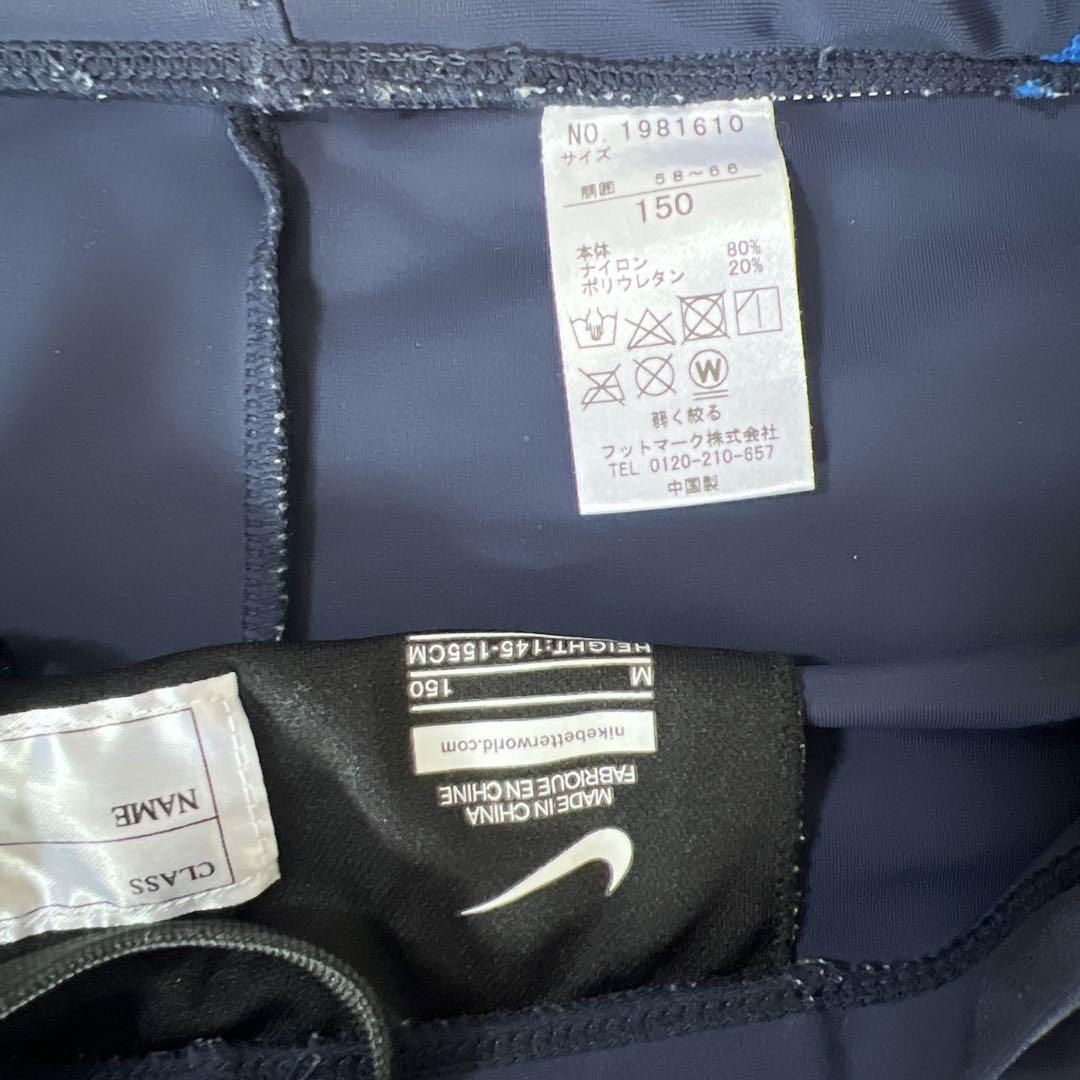 NO. 1981610
サイズ
胴囲 58～66
150
本体
ナイロン 80%
ポリウレタン 20%
W
弱く絞る
フットマーク株式会社
TEL 0120-210-657
中国製
MADE IN CHINA
FABRIQUE EN CHINE
nikebetterworld.com
M 150
HEIGHT:145-155CM
CLASS
NAME